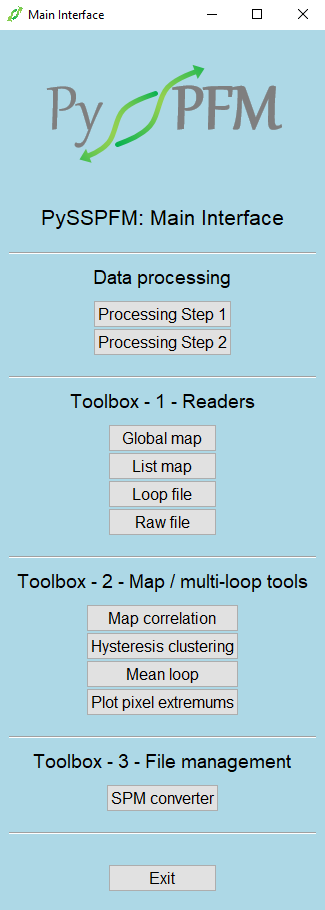 Main Interface
Py PFM
PySSPFM: Main Interface
Data processing
Processing Step 1
Processing Step 2
Toolbox - 1 - Readers
Global map
List map
Loop file
Raw file
Toolbox - 2 - Map / multi-loop tools
Map correlation
Hysteresis clustering
Mean loop
Plot pixel extremums
Toolbox - 3 - File management
SPM converter
Exit